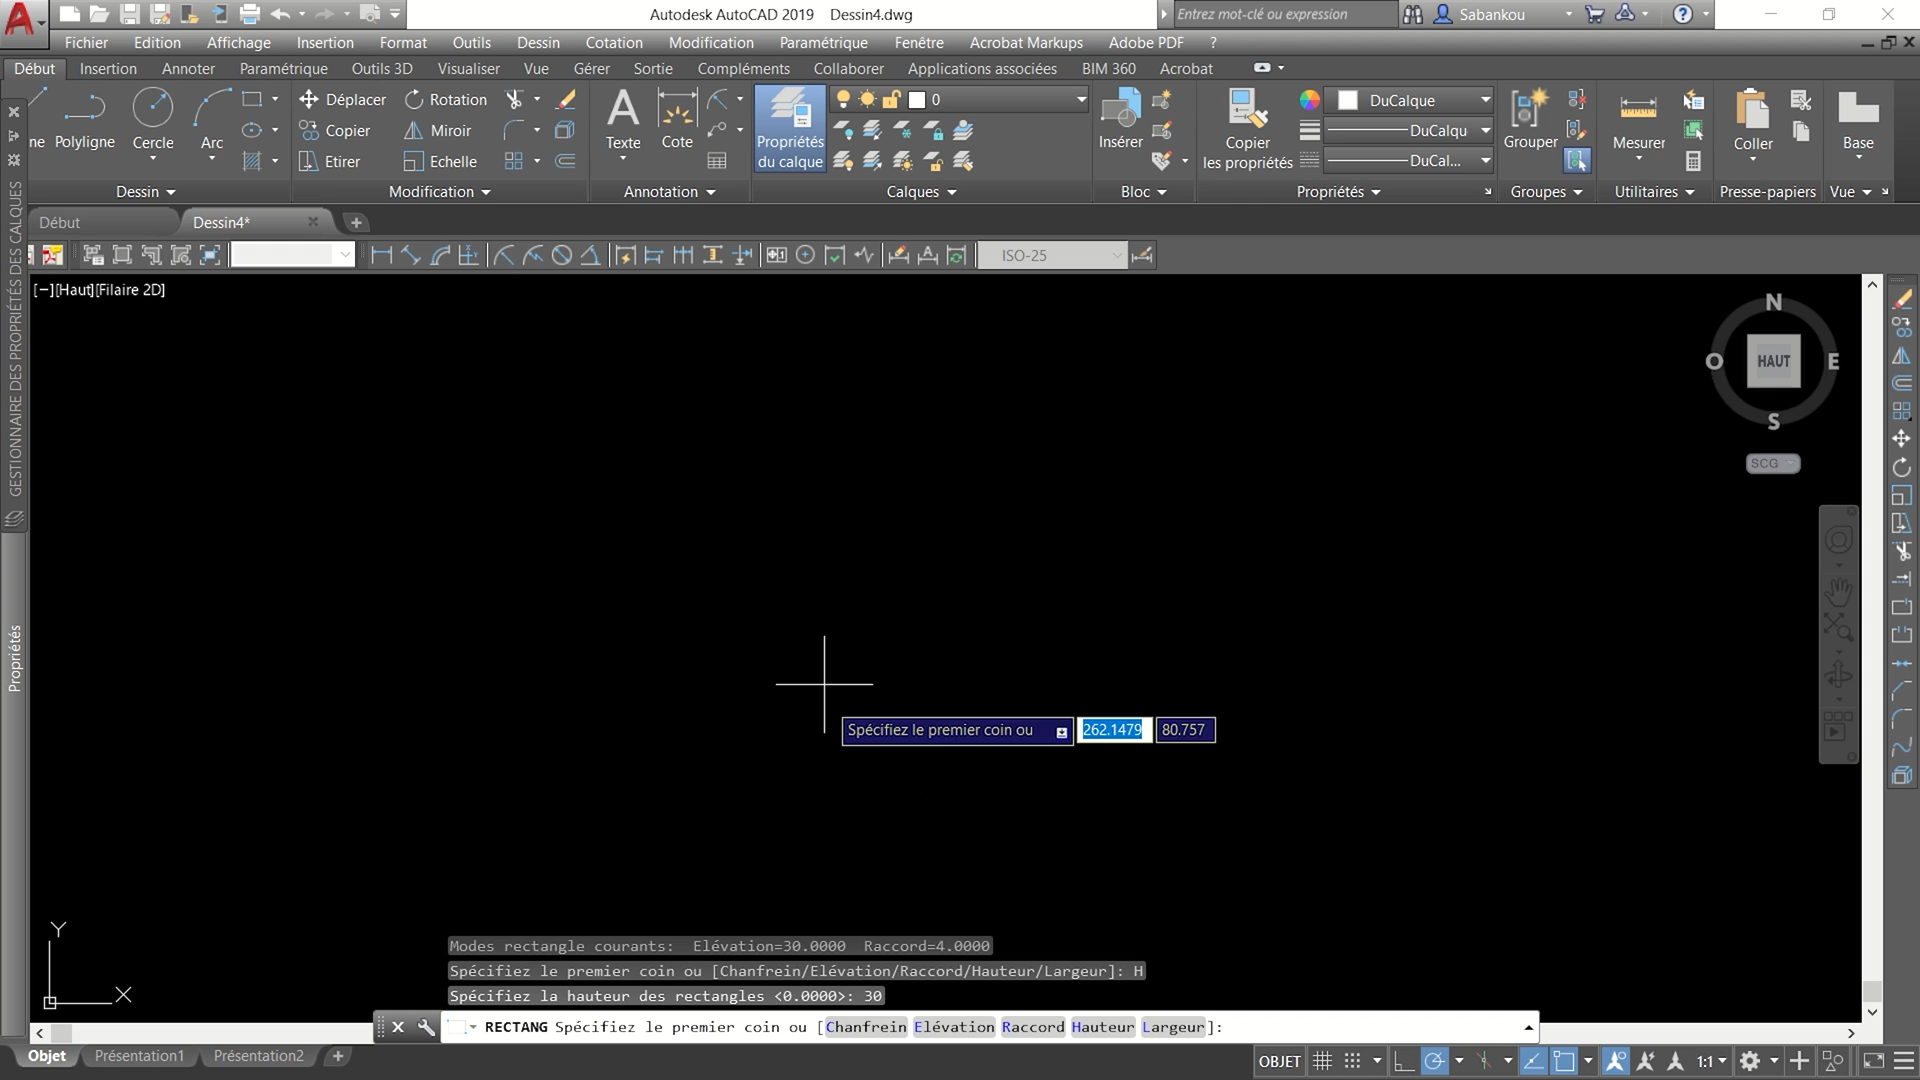 Autodesk AutoCAD 2019 Dessin4.dwg
Entrez mot-clé ou expression
Sabankou
Fichier Edition Affichage Insertion Format Outils Dessin Cotation Modification Paramétrique Fenêtre Acrobat Markups Adobe PDF ?
Début Insertion Annoter Paramétrique Outils 3D Visualiser Vue Gérer Sortie Compléments Collaborer Applications associées BIM 360 Acrobat
Déplacer Rotation 0 DuCalque
ne Polyligne Cercle Arc Copier Miroir Texte Cote Propriétés du calque Insérer Copier les propriétés DuCalqu Grouper Mesurer Coller Base
Etirer Echelle DuCal...
Dessin Modification Annotation Calques Bloc Propriétés Groupes Utilitaires Presse-papiers Vue
Début Dessin4*
ISO-25
[−][Haut][Filaire 2D]
GESTIONNAIRE DES PROPRIÉTÉS DES CALQUES
Propriétés
N
O HAUT E
S
SCG
Spécifiez le premier coin ou 262.1479 80.757
Y
X
Modes rectangle courants: Elévation=30.0000 Raccord=4.0000
Spécifiez le premier coin ou [Chanfrein/Elévation/Raccord/Hauteur/Largeur]: H
Spécifiez la hauteur des rectangles <0.0000>: 30
RECTANG Spécifiez le premier coin ou [Chanfrein Elévation Raccord Hauteur Largeur]:
Objet Présentation1 Présentation2 +
OBJET 1:1